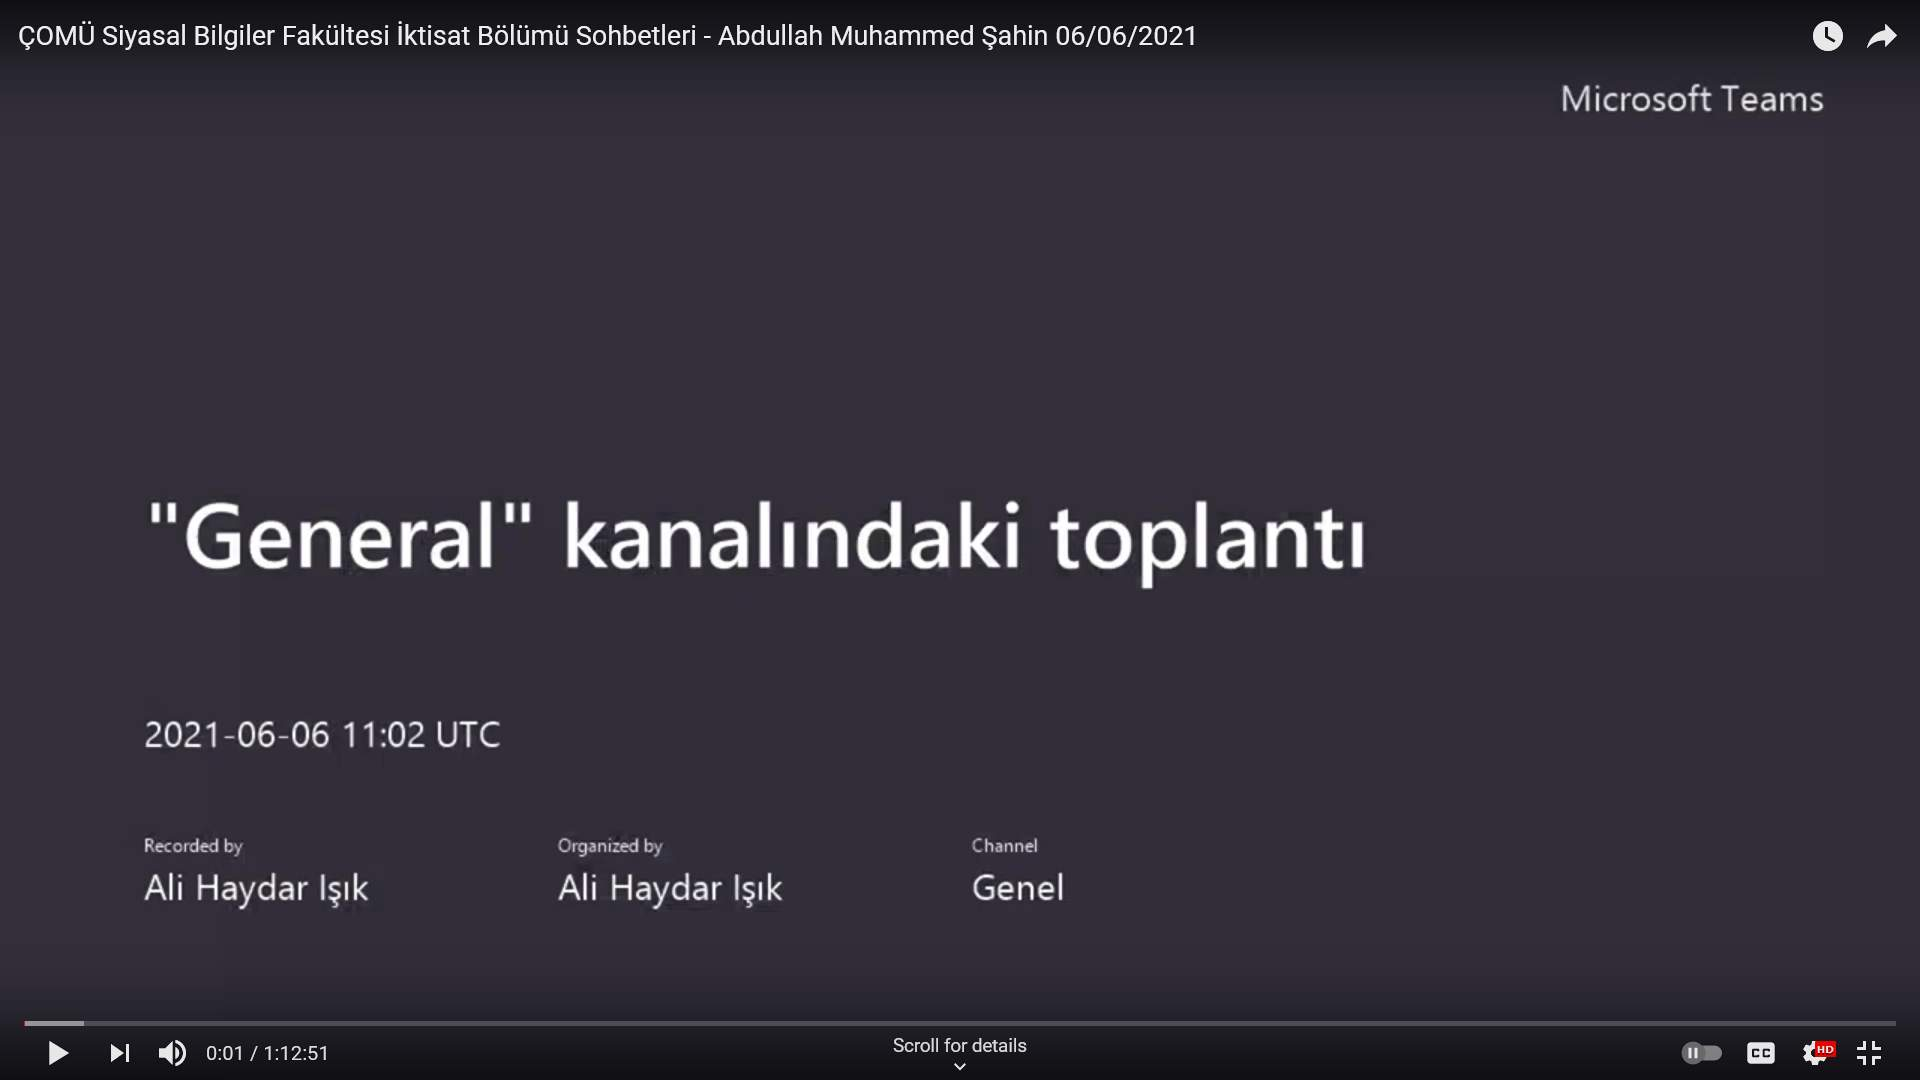 ÇOMÜ Siyasal Bilgiler Fakültesi İktisat Bölümü Sohbetleri - Abdullah Muhammed Şahin 06/06/2021
Microsoft Teams
"General" kanalındaki toplantı
2021-06-06 11:02 UTC
Recorded by
Ali Haydar Işık
Organized by
Ali Haydar Işık
Channel
Genel
0:01 / 1:12:51
Scroll for details
CC
HD